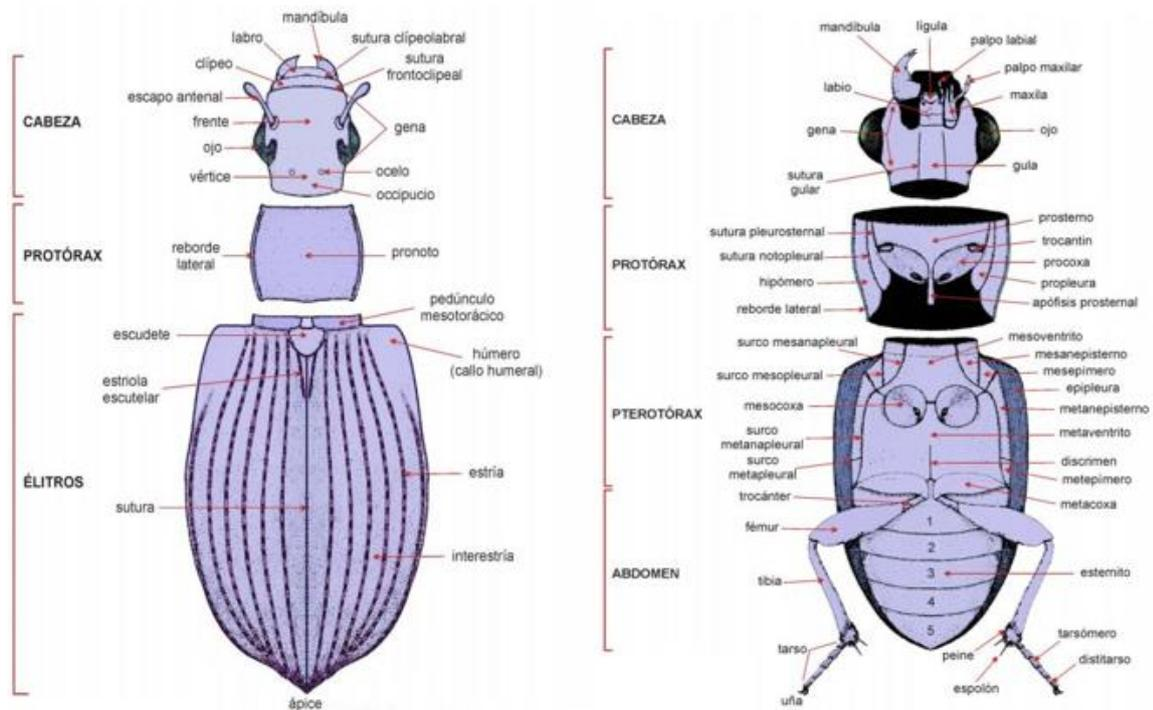 mandíbula
labro
sutura clípeolabral
clípeo
sutura
frontoclipeal
escapo antenal
CABEZA
frente
gena
ojo
ocelo
vértice
occipucio
reborde
lateral
pronoto
PROTÓRAX
pedúnculo
mesotorácico
escudete
húmero
(callo humeral)
estriola
escutelar
estría
ÉLITROS
sutura
interestría
ápice
mandíbula
lígula
palpo labial
palpo maxilar
labio
maxila
CABEZA
gena
ojo
sutura
gular
gula
prosterno
sutura pleurosternal
trocantin
sutura notopleural
procoxa
PROTÓRAX
hipómero
propleura
reborde lateral
apófisis prosternal
surco mesanapleural
mesoventrito
mesanepisterno
surco mesopleural
mesepímero
epipleura
mesocoxa
metanepisterno
PTEROTÓRAX
surco
metanapleural
metaventrito
surco
metapleural
discrimen
metepímero
trocánter
metacoxa
fémur
1
2
3
4
5
ABDOMEN
esternito
tibia
tarso
peine
tarsómero
distitarso
espolón
uña